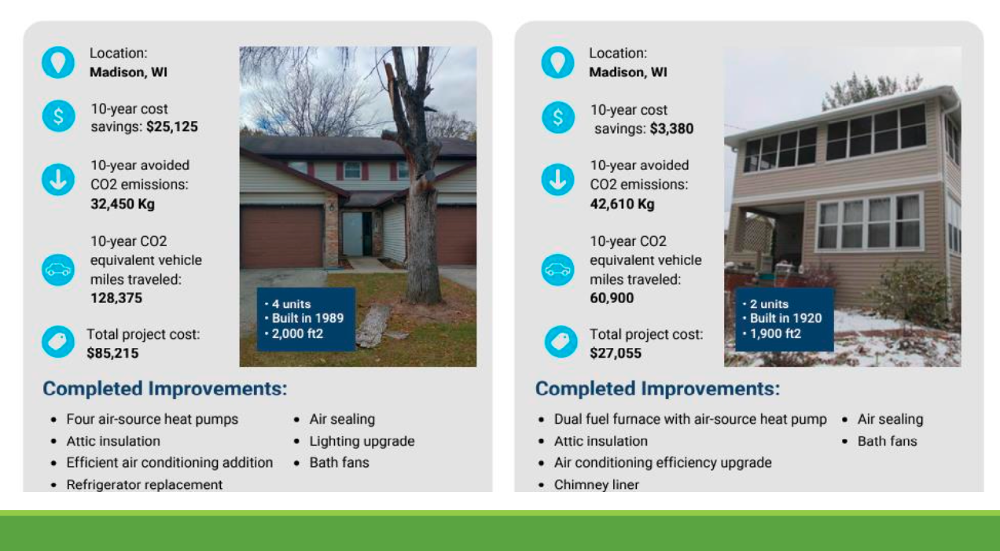 Location:
Madison, WI
$
10-year cost
savings: $25,125
10-year avoided
CO2 emissions:
32,450 Kg
10-year CO2
equivalent vehicle
miles traveled:
128,375
Total project cost:
$85,215
• 4 units
• Built in 1989
• 2,000 ft2
Completed Improvements:
• Four air-source heat pumps
• Attic insulation
• Efficient air conditioning addition
• Refrigerator replacement
• Air sealing
• Lighting upgrade
• Bath fans
Location:
Madison, WI
$
10-year cost
savings: $3,380
10-year avoided
CO2 emissions:
42,610 Kg
10-year CO2
equivalent vehicle
miles traveled:
60,900
Total project cost:
$27,055
• 2 units
• Built in 1920
• 1,900 ft2
Completed Improvements:
• Dual fuel furnace with air-source heat pump
• Attic insulation
• Air conditioning efficiency upgrade
• Chimney liner
• Air sealing
• Bath fans